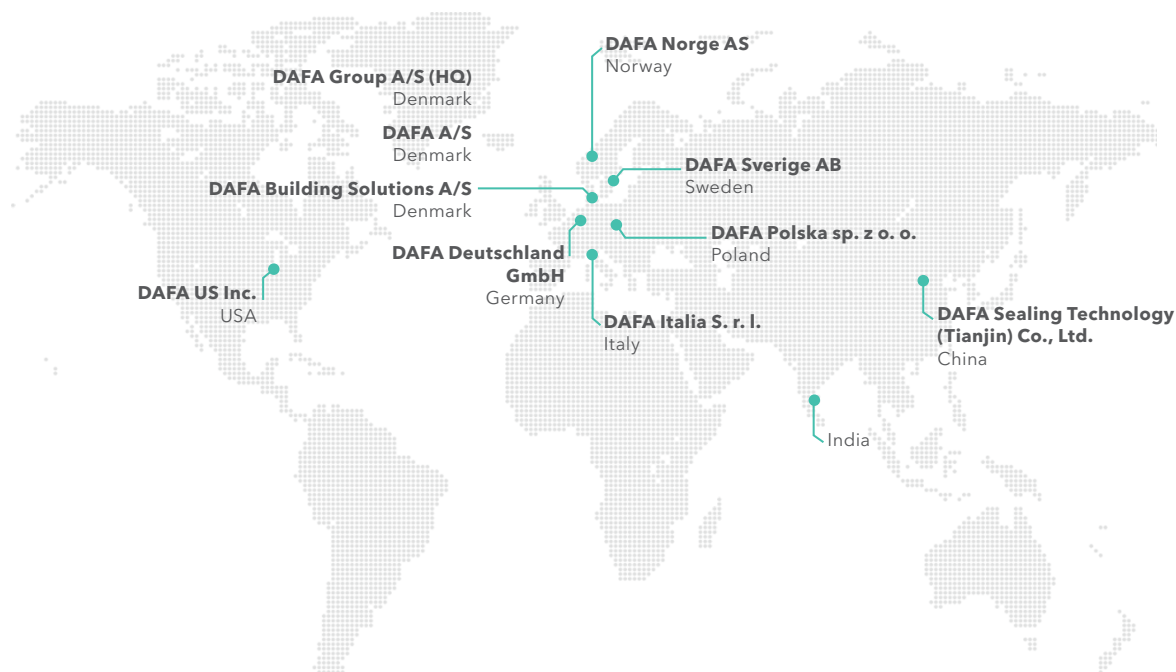 DAFA Norge AS
Norway
DAFA Group A/S (HQ)
Denmark
DAFA A/S
Denmark
DAFA Sverige AB
Sweden
DAFA Building Solutions A/S
Denmark
DAFA Polska sp. z o. o.
Poland
DAFA Deutschland
GmbH
Germany
DAFA US Inc.
USA
DAFA Italia S. r. l.
Italy
DAFA Sealing Technology
(Tianjin) Co., Ltd.
China
India